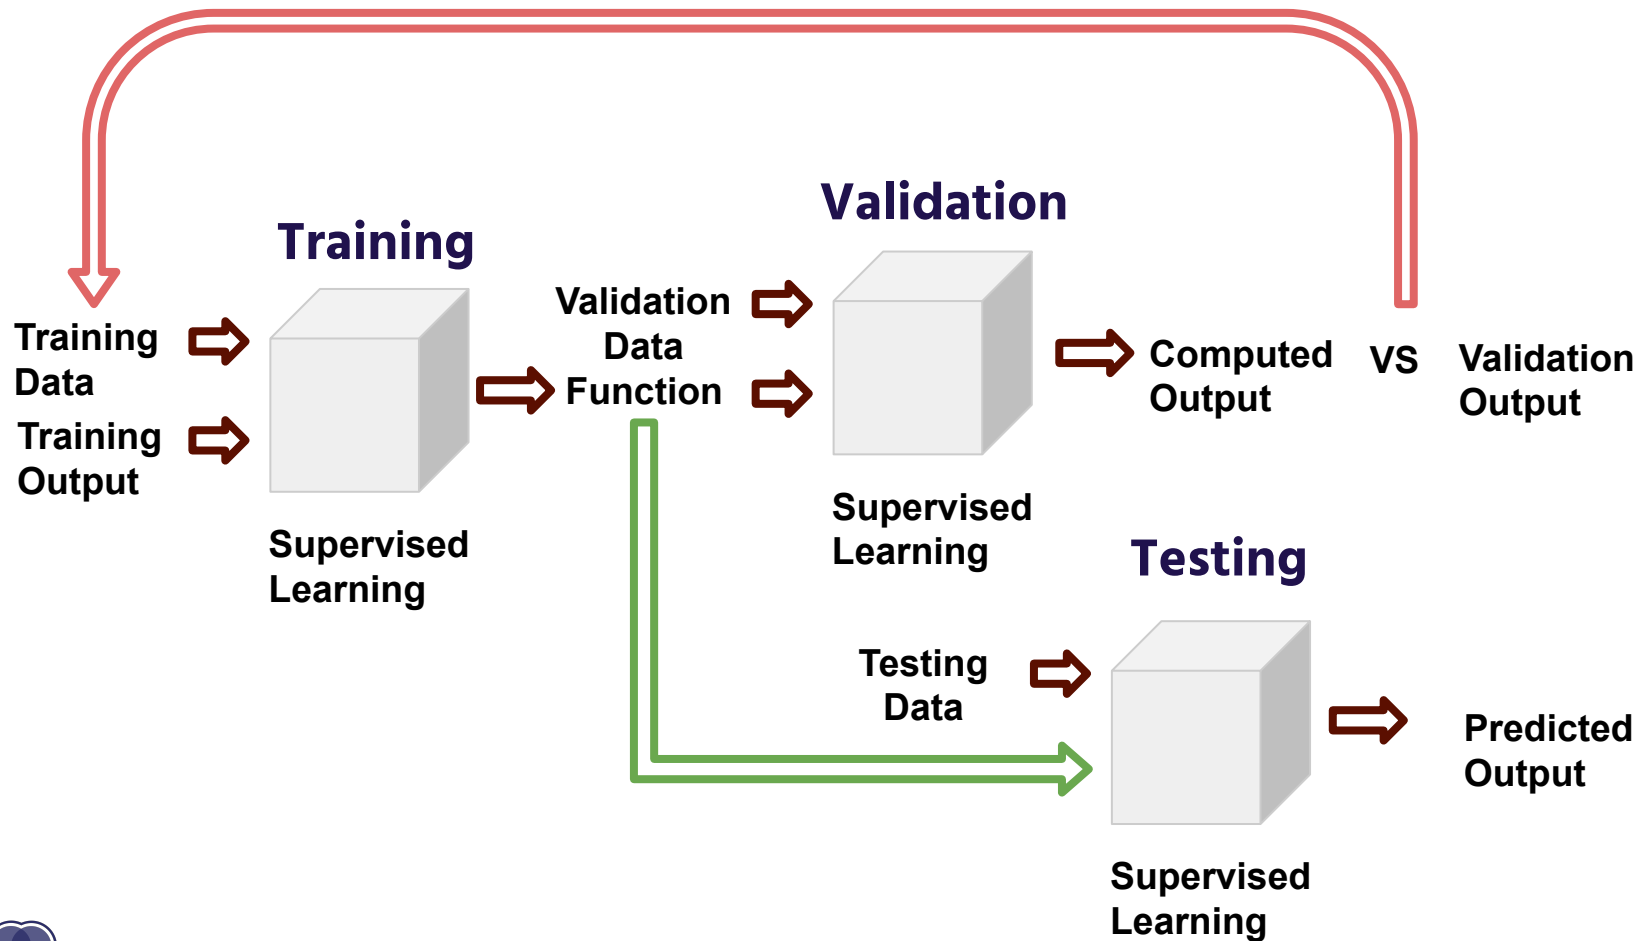 Training
Validation
Training
Data
Training
Output
Supervised
Learning
Validation
Data
Function
Supervised
Learning
Computed
Output
VS
Validation
Output
Testing
Testing
Data
Predicted
Output
Supervised
Learning